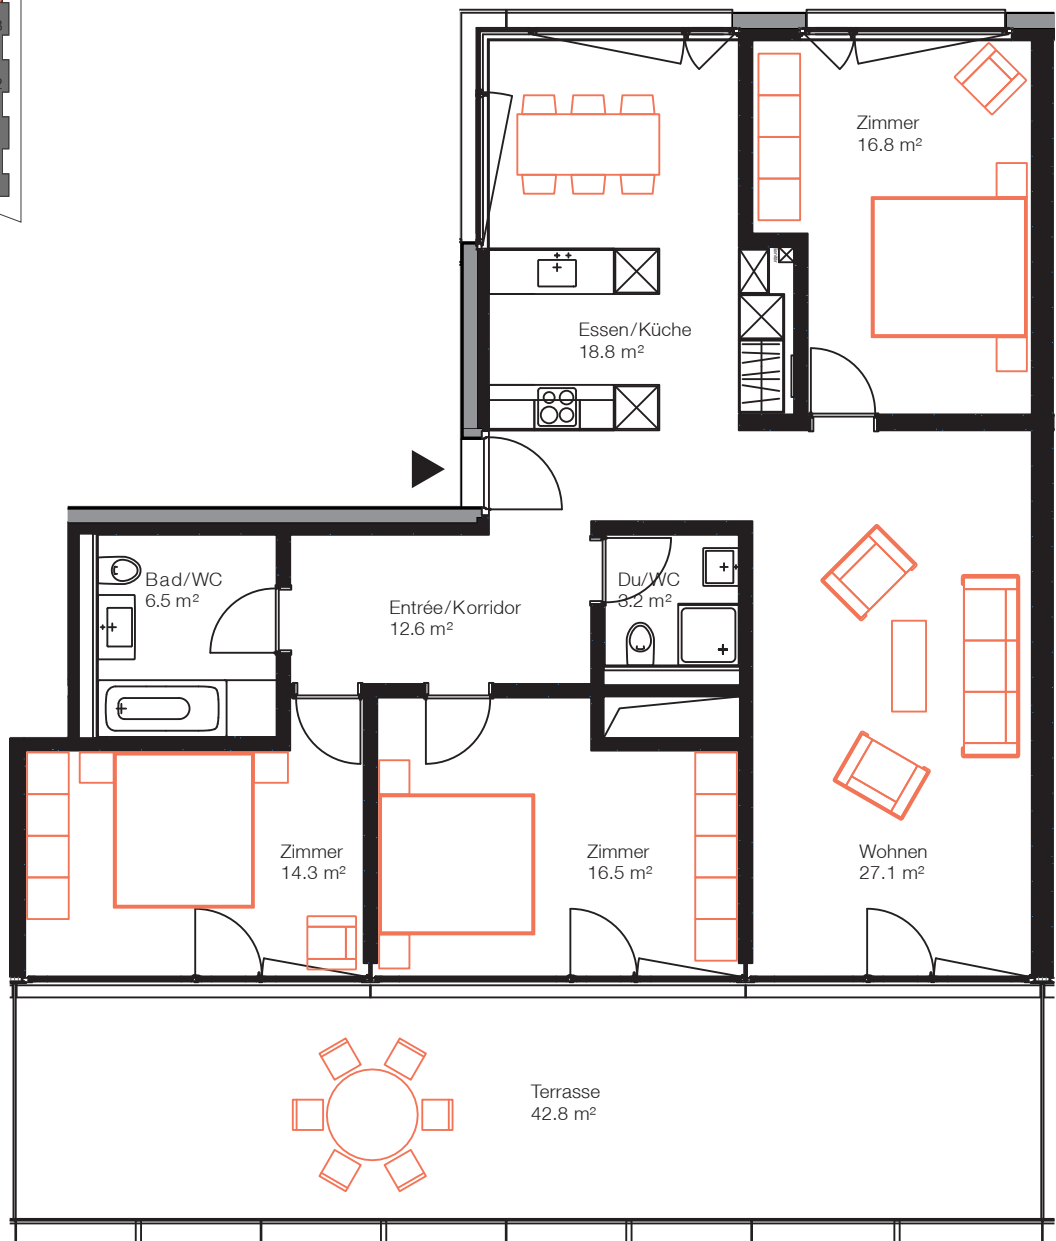 Zimmer
16.8 m²
Essen/Küche
18.8 m²
Bad/WC
6.5 m²
Entrée/Korridor
12.6 m²
Du/WC
3.2 m²
Zimmer
14.3 m²
Zimmer
16.5 m²
Wohnen
27.1 m²
Terrasse
42.8 m²